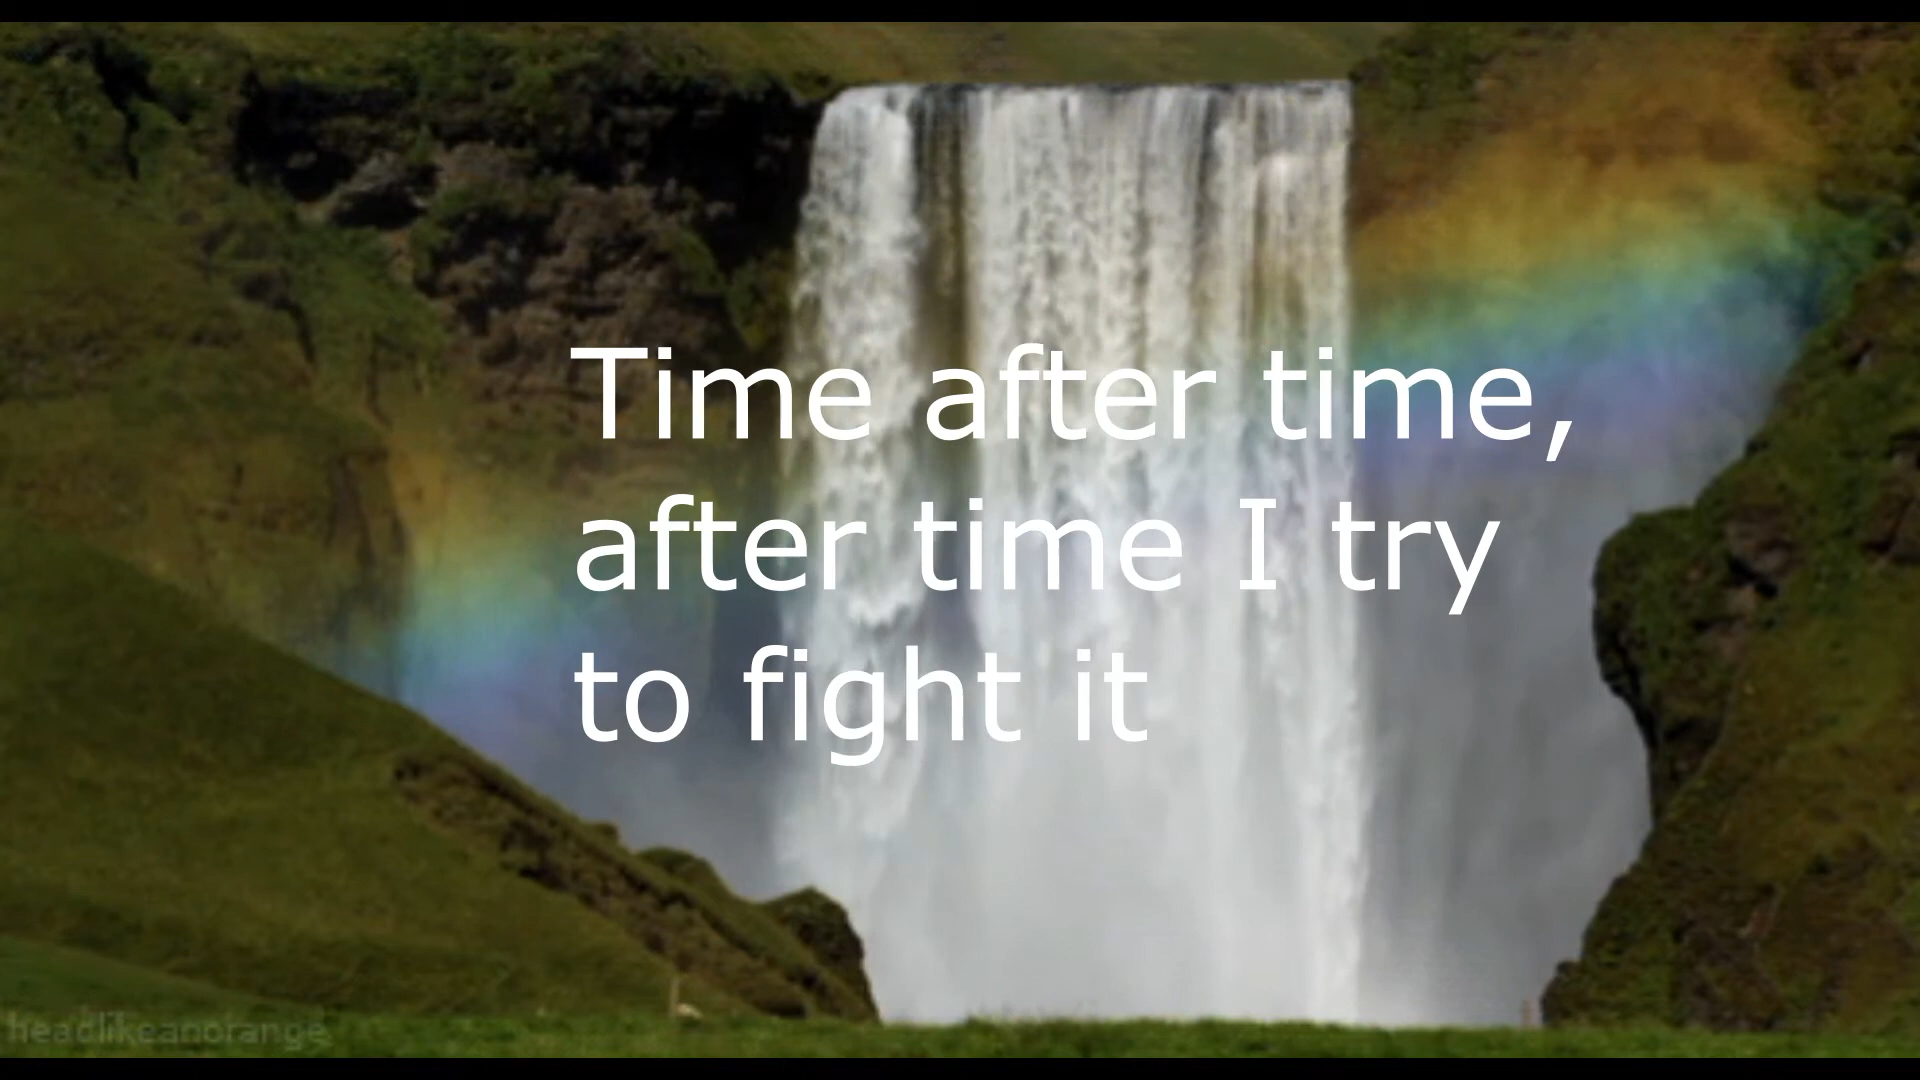 Time after time,
after time I try
to fight it
headlikeanorange